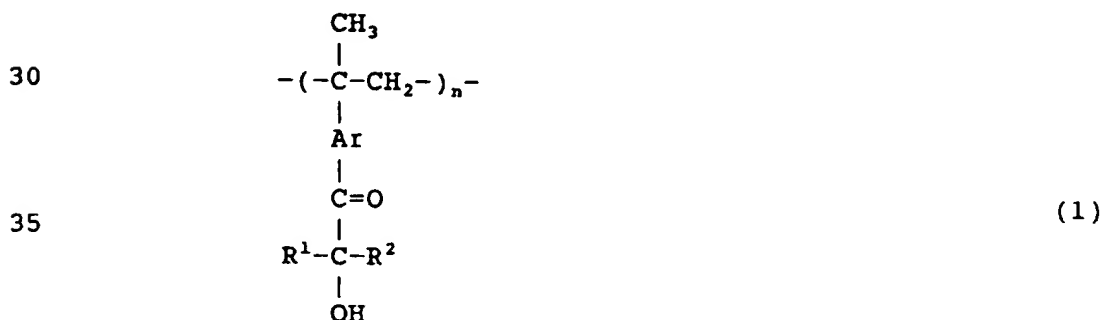 CH₃
|
30 -(-C-CH₂-)ₙ-
|
Ar
|
C=O
35 | (1)
R¹-C-R²
|
OH